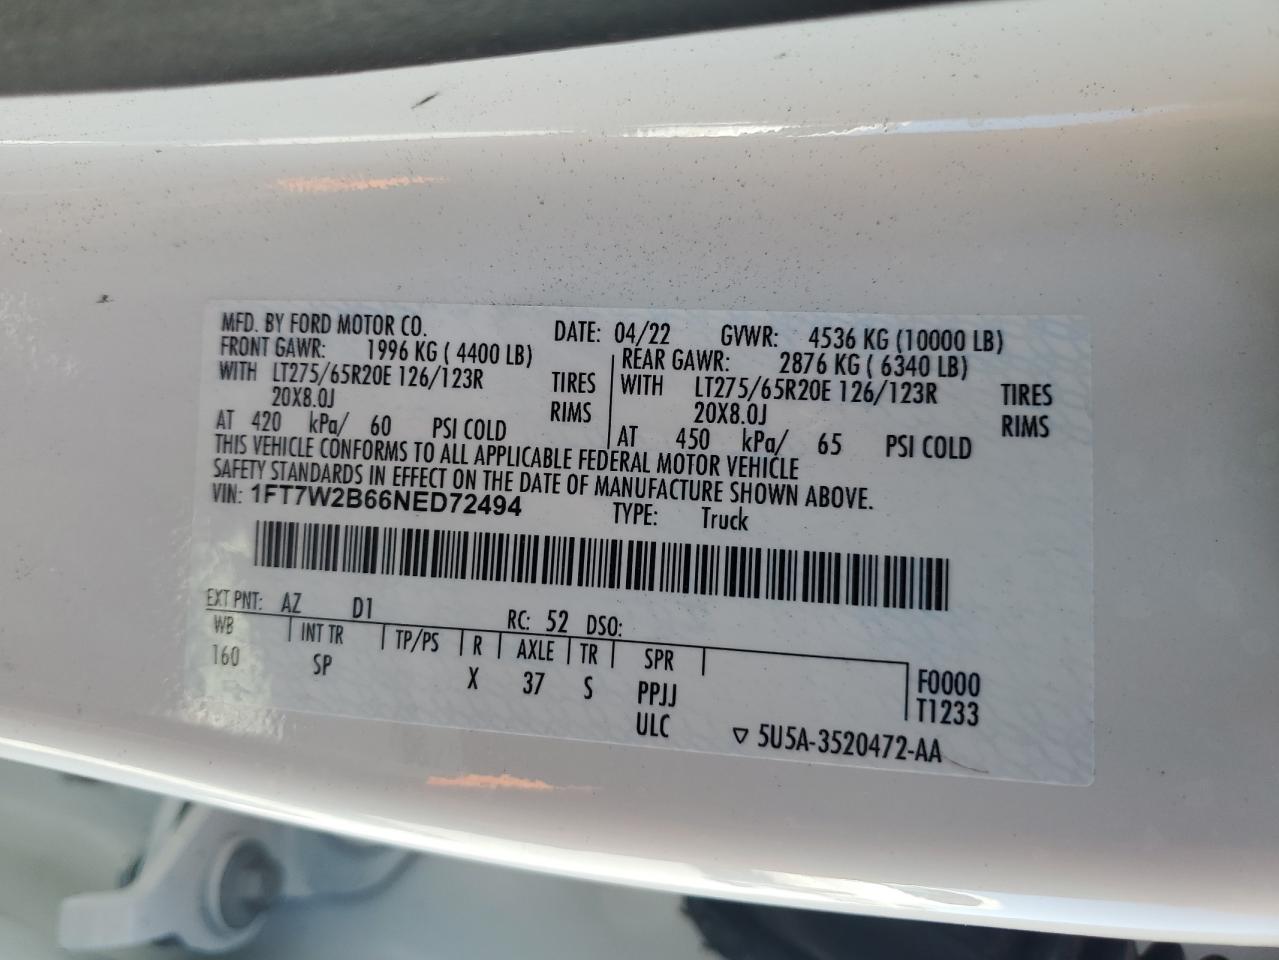 MFD. BY FORD MOTOR CO. DATE: 04/22 GVWR: 4536 KG (10000 LB)
FRONT GAWR: 1996 KG ( 4400 LB) REAR GAWR: 2876 KG ( 6340 LB)
WITH LT275/65R20E 126/123R TIRES WITH LT275/65R20E 126/123R TIRES
20X8.0J RIMS 20X8.0J RIMS
AT 420 kPa/ 60 PSI COLD AT 450 kPa/ 65 PSI COLD
THIS VEHICLE CONFORMS TO ALL APPLICABLE FEDERAL MOTOR VEHICLE
SAFETY STANDARDS IN EFFECT ON THE DATE OF MANUFACTURE SHOWN ABOVE.
VIN: 1FT7W2B66NED72494 TYPE: Truck
EXT PNT: AZ D1 RC: 52 DSO:
WB INT TR TP/PS R AXLE TR SPR
160 SP X 37 S PPJJ F0000
ULC T1233
5U5A-3520472-AA